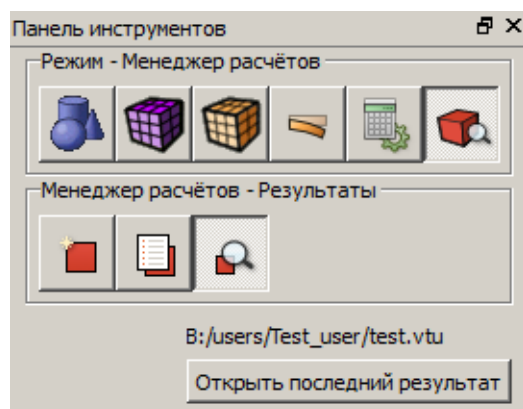 Панель инструментов
Режим - Менеджер расчётов
Менеджер расчётов - Результаты
B:/users/Test_user/test.vtu
Открыть последний результат